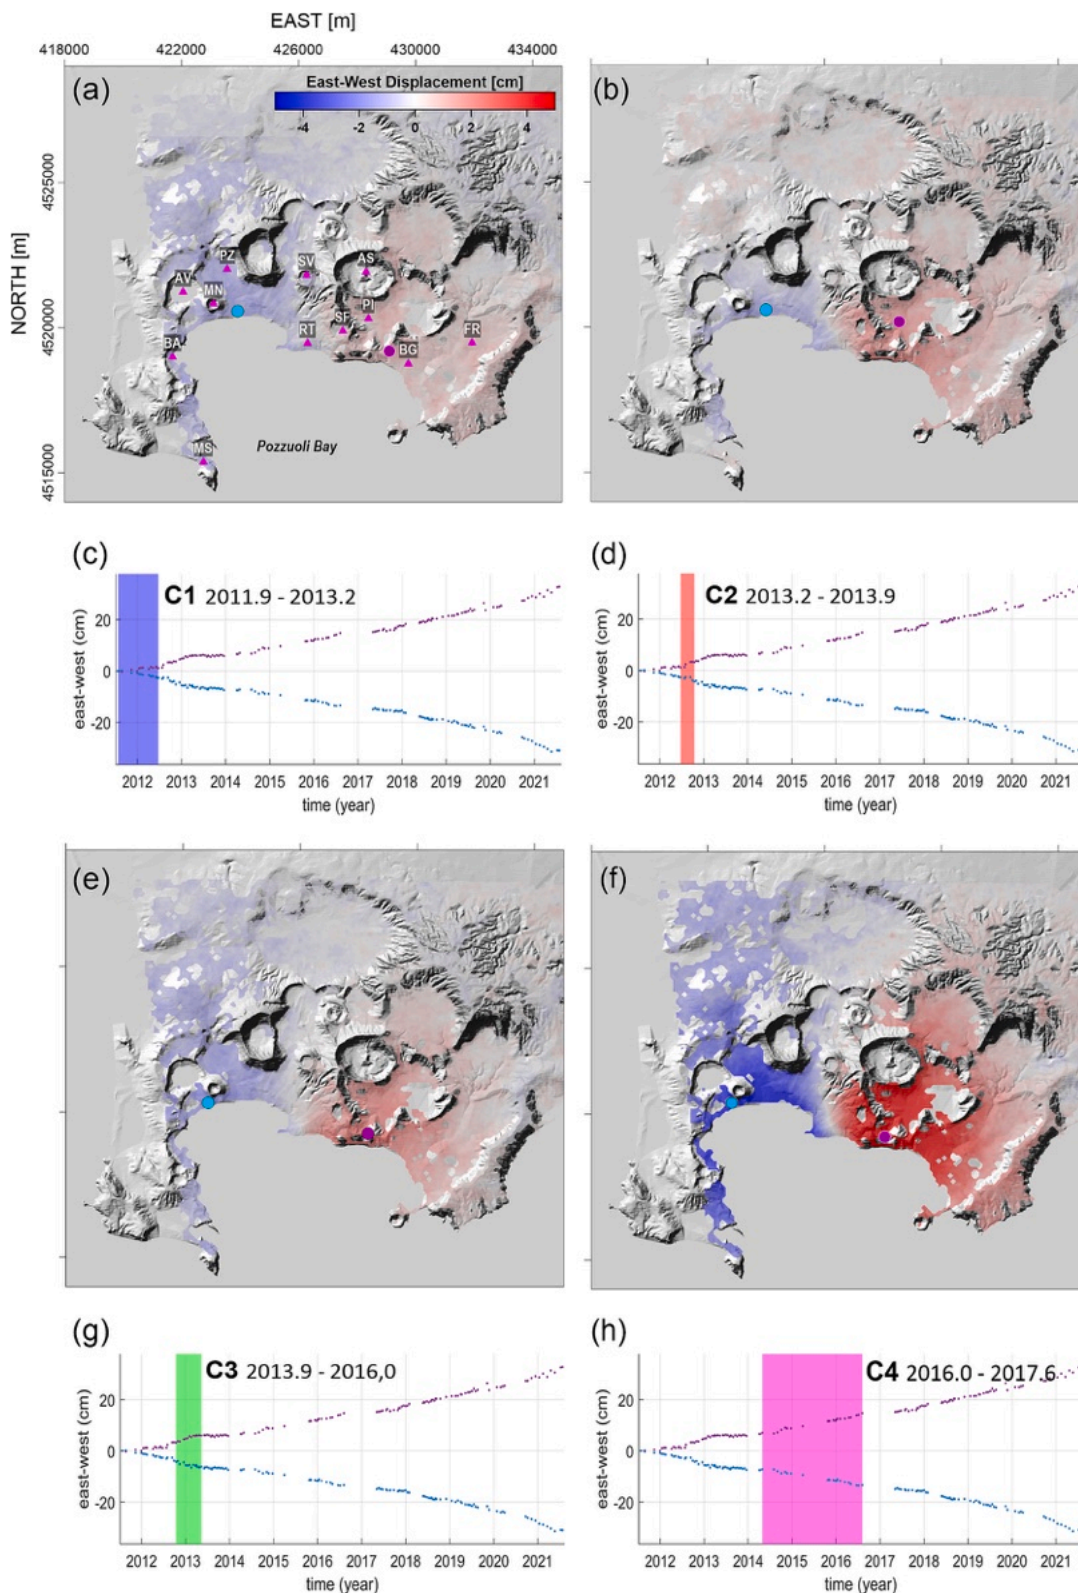 EAST [m]
418000 422000 426000 430000 434000
(a) East-West Displacement [cm] (b)
-4 -2 0 2 4
NORTH [m]
4525000
4520000
4515000
PZ SV AS
AV MN PI
SF
BA RT BG FR
MS
Pozzuoli Bay
(c) (d)
C1 2011.9 - 2013.2 C2 2013.2 - 2013.9
east-west (cm) east-west (cm)
20 20
0 0
-20 -20
2012 2013 2014 2015 2016 2017 2018 2019 2020 2021 2012 2013 2014 2015 2016 2017 2018 2019 2020 2021
time (year) time (year)
(e) (f)
(g) (h)
C3 2013.9 - 2016,0 C4 2016.0 - 2017.6
east-west (cm) east-west (cm)
20 20
0 0
-20 -20
2012 2013 2014 2015 2016 2017 2018 2019 2020 2021 2012 2013 2014 2015 2016 2017 2018 2019 2020 2021
time (year) time (year)